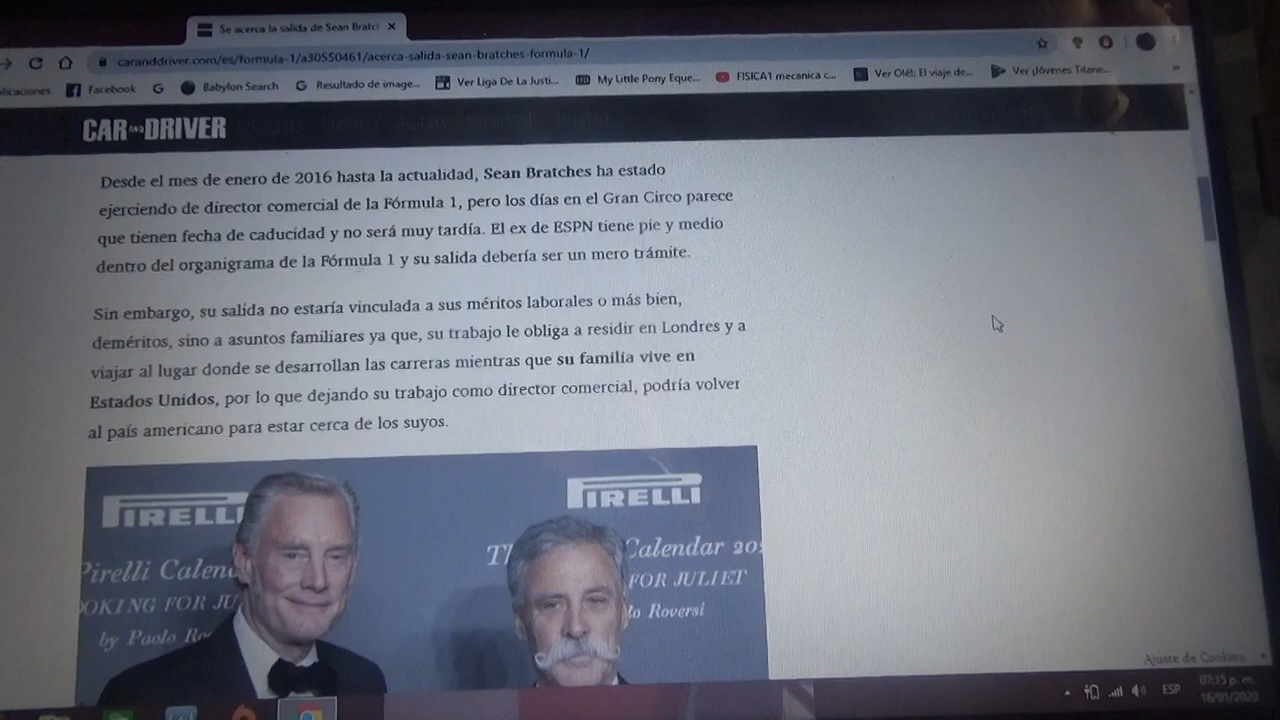 Se acerca la salida de Sean Bratcl
caranddriver.com/es/formula-1/a30550461/acerca-salida-sean-bratches-formula-1/
licaciones Facebook Babylon Search Resultado de image... Ver Liga De La Justi... My Little Pony Eque... FISICA1 mecanica c... Ver Olé!: El viaje de... Ver ¡Jóvenes Titane...
CAR AND DRIVER
Desde el mes de enero de 2016 hasta la actualidad, Sean Bratches ha estado
ejerciendo de director comercial de la Fórmula 1, pero los días en el Gran Circo parece
que tienen fecha de caducidad y no será muy tardía. El ex de ESPN tiene pie y medio
dentro del organigrama de la Fórmula 1 y su salida debería ser un mero trámite.
Sin embargo, su salida no estaría vinculada a sus méritos laborales o más bien,
deméritos, sino a asuntos familiares ya que, su trabajo le obliga a residir en Londres y a
viajar al lugar donde se desarrollan las carreras mientras que su familia vive en
Estados Unidos, por lo que dejando su trabajo como director comercial, podría volver
al país americano para estar cerca de los suyos.
PIRELLI
PIRELLI
Pirelli Calend
OKING FOR JU
by Paolo Ro
Th Calendar 202
FOR JULIET
lo Roversi
Ajuste de Cookies
ESP
02:15 p. m.
16/01/2020